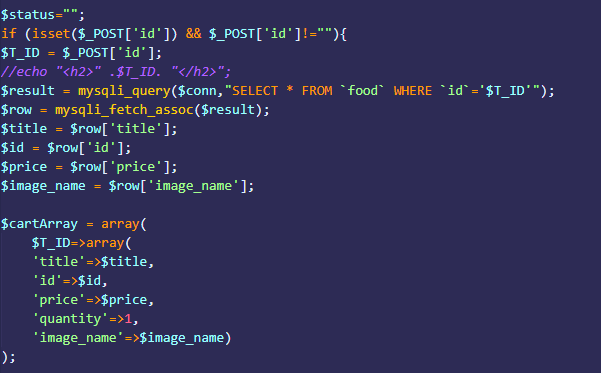 $status="";
if (isset($_POST['id']) && $_POST['id']!=""){
$T_ID = $_POST['id'];
//echo "<h2>" .$T_ID. "</h2>";
$result = mysqli_query($conn,"SELECT * FROM `food` WHERE `id`='$T_ID'");
$row = mysqli_fetch_assoc($result);
$title = $row['title'];
$id = $row['id'];
$price = $row['price'];
$image_name = $row['image_name'];

$cartArray = array(
    $T_ID=>array(
    'title'=>$title,
    'id'=>$id,
    'price'=>$price,
    'quantity'=>1,
    'image_name'=>$image_name)
);